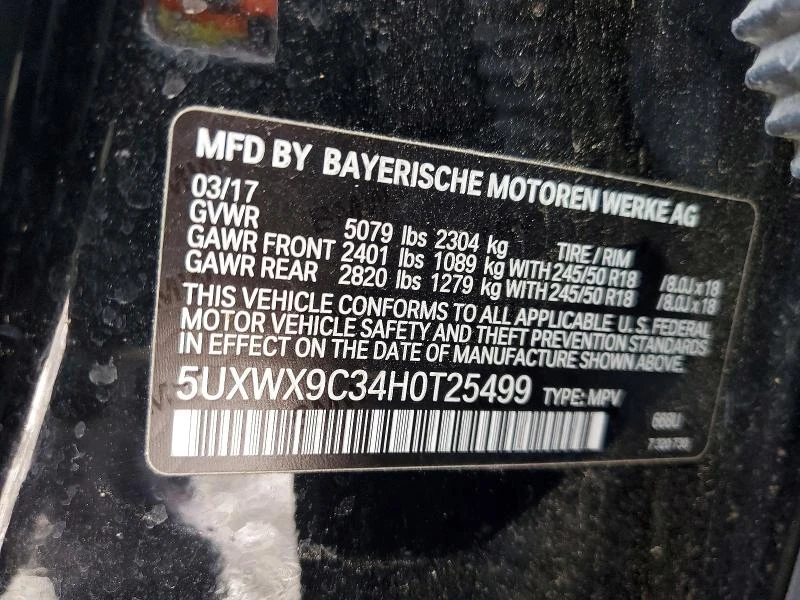 MFD BY BAYERISCHE MOTOREN WERKE AG
03/17
GVWR 5079 lbs 2304 kg TIRE / RIM
GAWR FRONT 2401 lbs 1089 kg WITH 245/50 R18 /8.0J x 18
GAWR REAR 2820 lbs 1279 kg WITH 245/50 R18 /8.0J x 18
THIS VEHICLE CONFORMS TO ALL APPLICABLE U.S. FEDERAL
MOTOR VEHICLE SAFETY AND THEFT PREVENTION STANDARDS
IN EFFECT ON THE DATE OF MANUFACTURE SHOWN ABOVE.
5UXWX9C34H0T25499 TYPE: MPV
668U
7320730